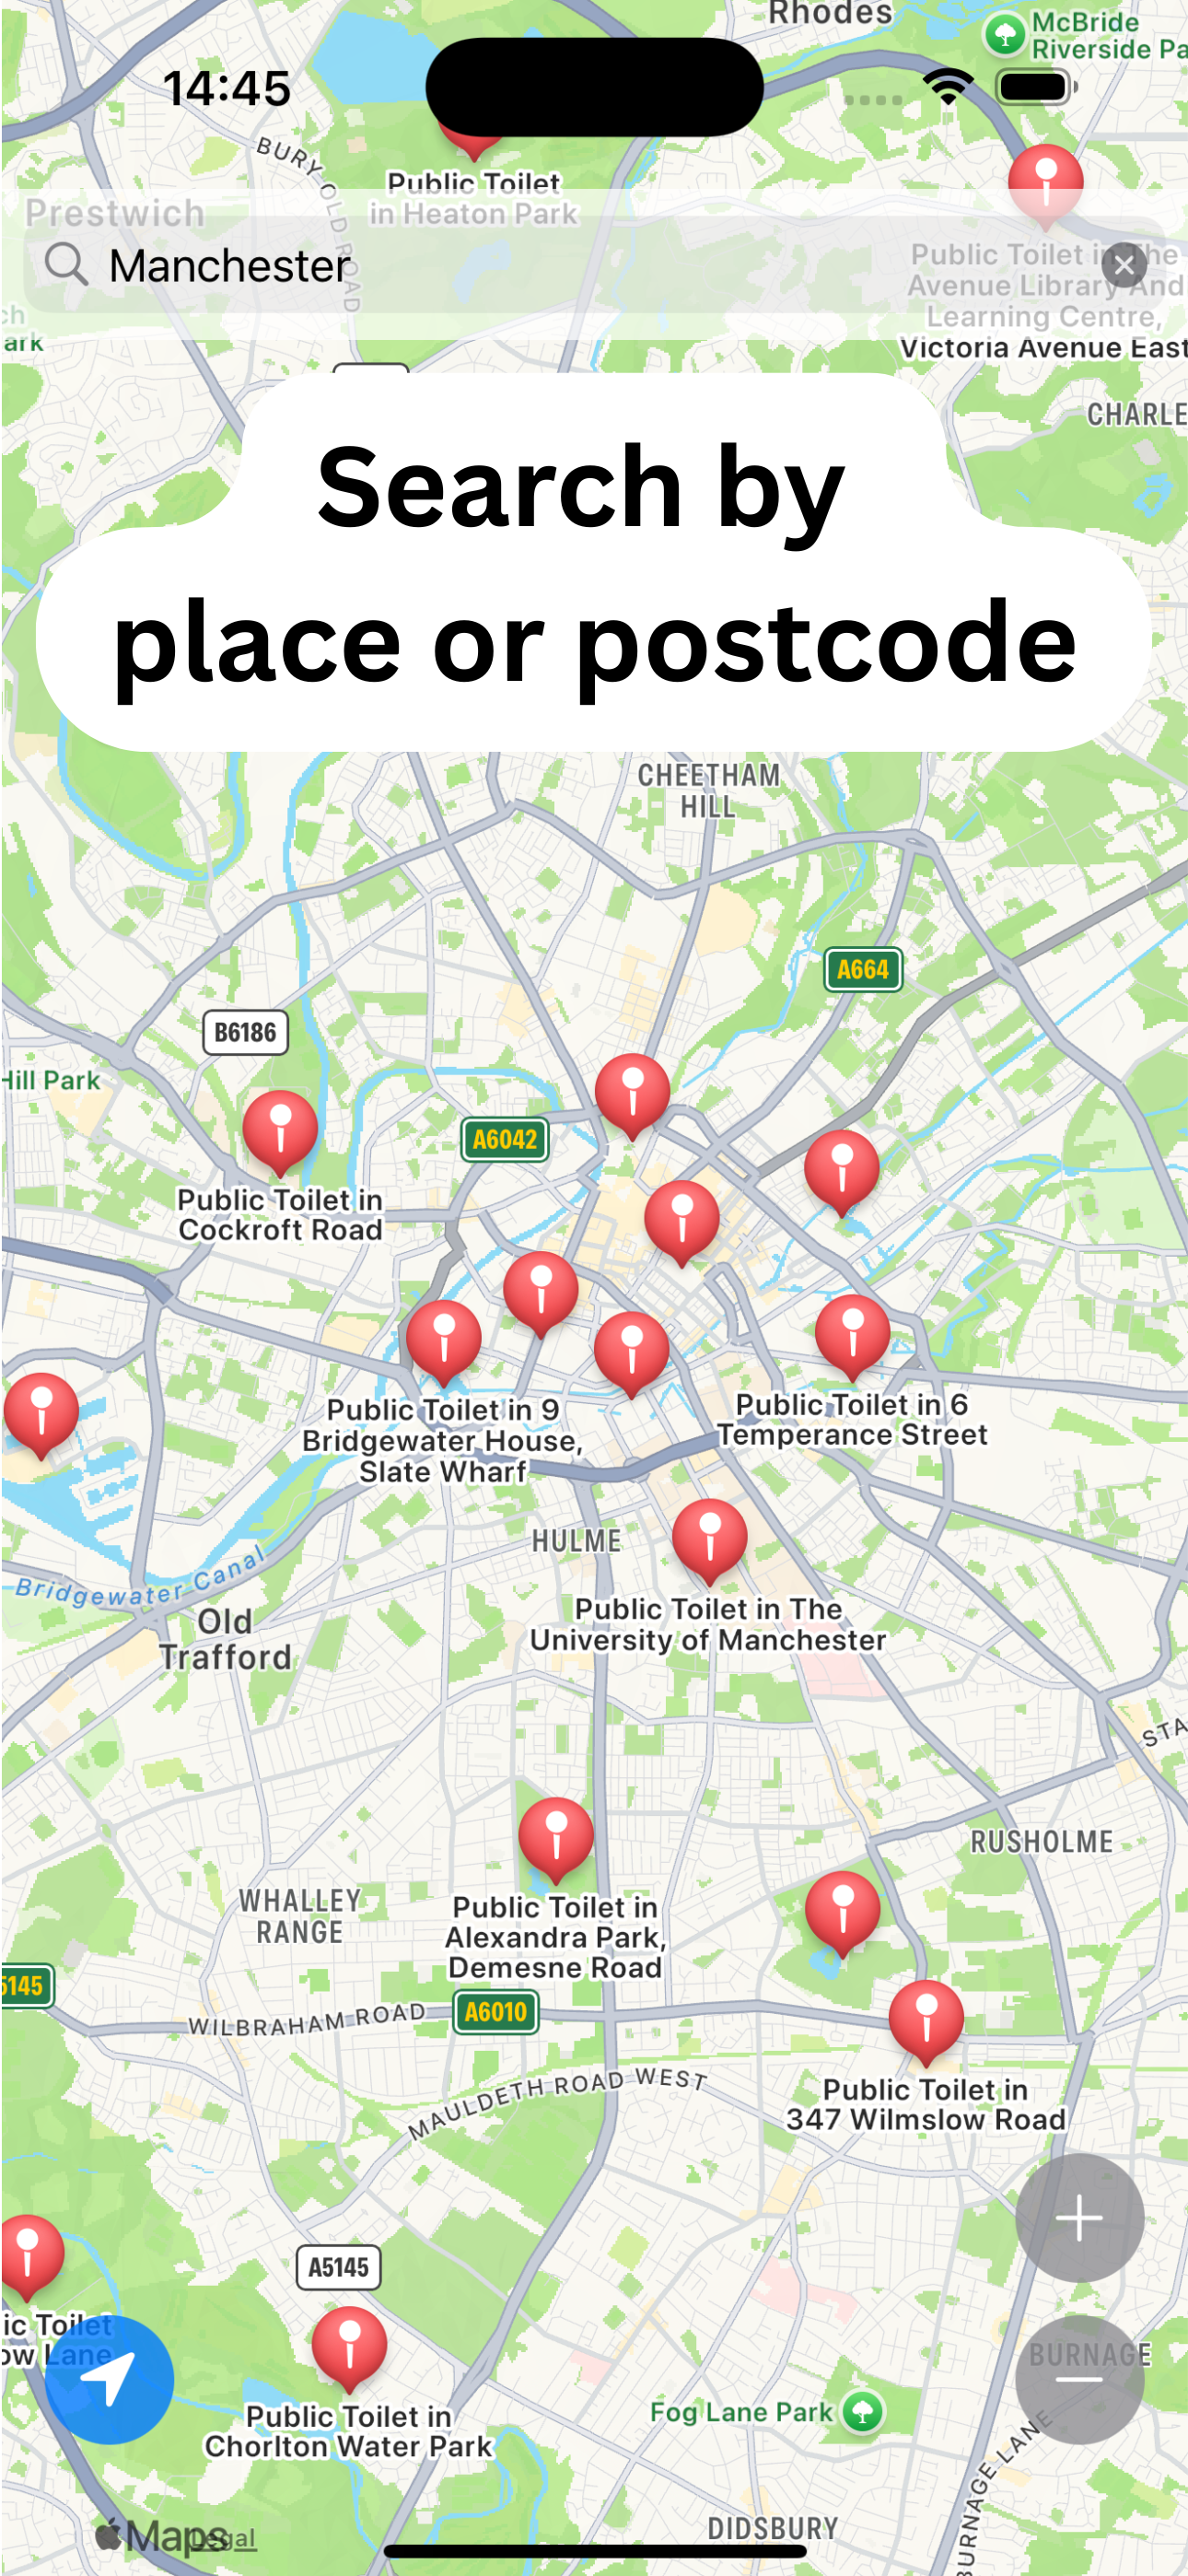 Rhodes
McBride
Riverside Pa
14:45
BURY OLD ROAD
Public Toilet
in Heaton Park
Prestwich
Manchester
Public Toilet in The
Avenue Library And
Learning Centre,
Victoria Avenue East
ch
ark
CHARLE
Search by
place or postcode
CHEETHAM
HILL
A664
B6186
Hill Park
A6042
Public Toilet in
Cockroft Road
Public Toilet in 9
Bridgewater House,
Slate Wharf
Public Toilet in 6
Temperance Street
HULME
Bridgewater Canal
Old
Trafford
Public Toilet in The
University of Manchester
STA
RUSHOLME
WHALLEY
RANGE
Public Toilet in
Alexandra Park,
Demesne Road
5145
WILBRAHAM ROAD
A6010
MAULDETH ROAD WEST
Public Toilet in
347 Wilmslow Road
A5145
ic Toilet
ow Lane
BURNAGE
Public Toilet in
Chorlton Water Park
Fog Lane Park
BURNAGE LANE
Maps
Legal
DIDSBURY